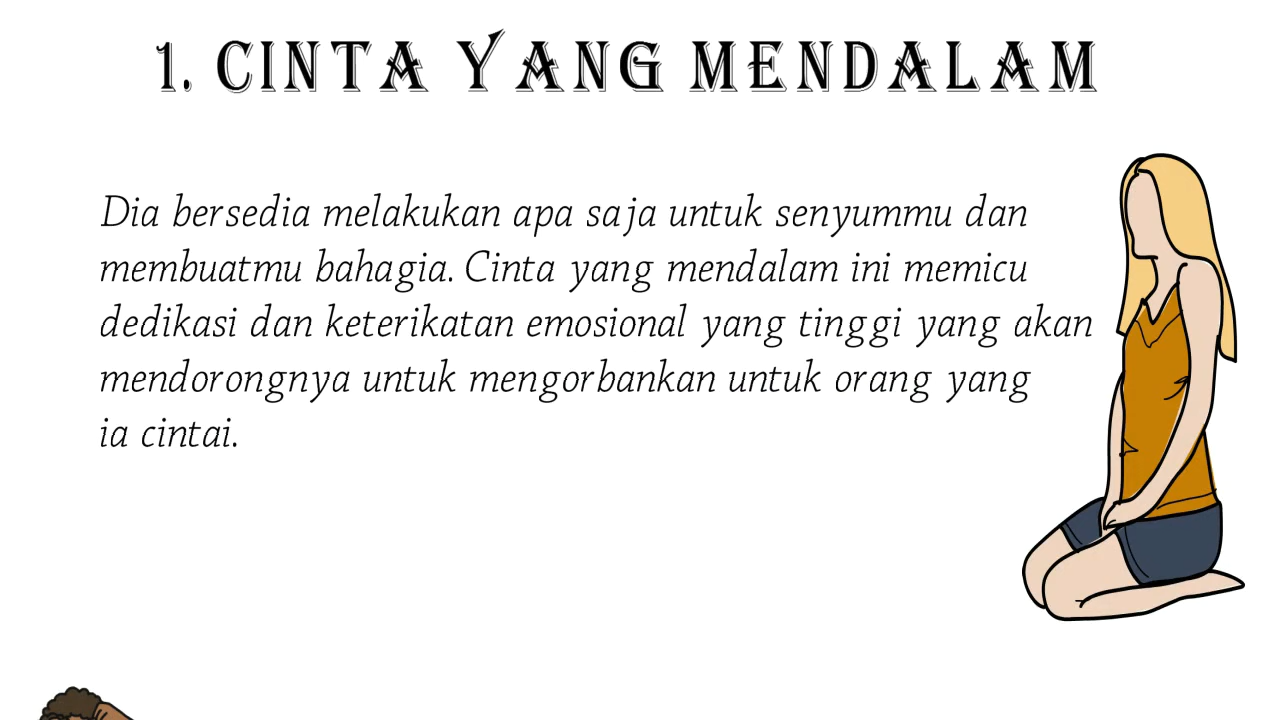 1. CINTA YANG MENDALAM
Dia bersedia melakukan apa saja untuk senyummu dan
membuatmu bahagia. Cinta yang mendalam ini memicu
dedikasi dan keterikatan emosional yang tinggi yang akan
mendorongnya untuk mengorbankan untuk orang yang
ia cintai.